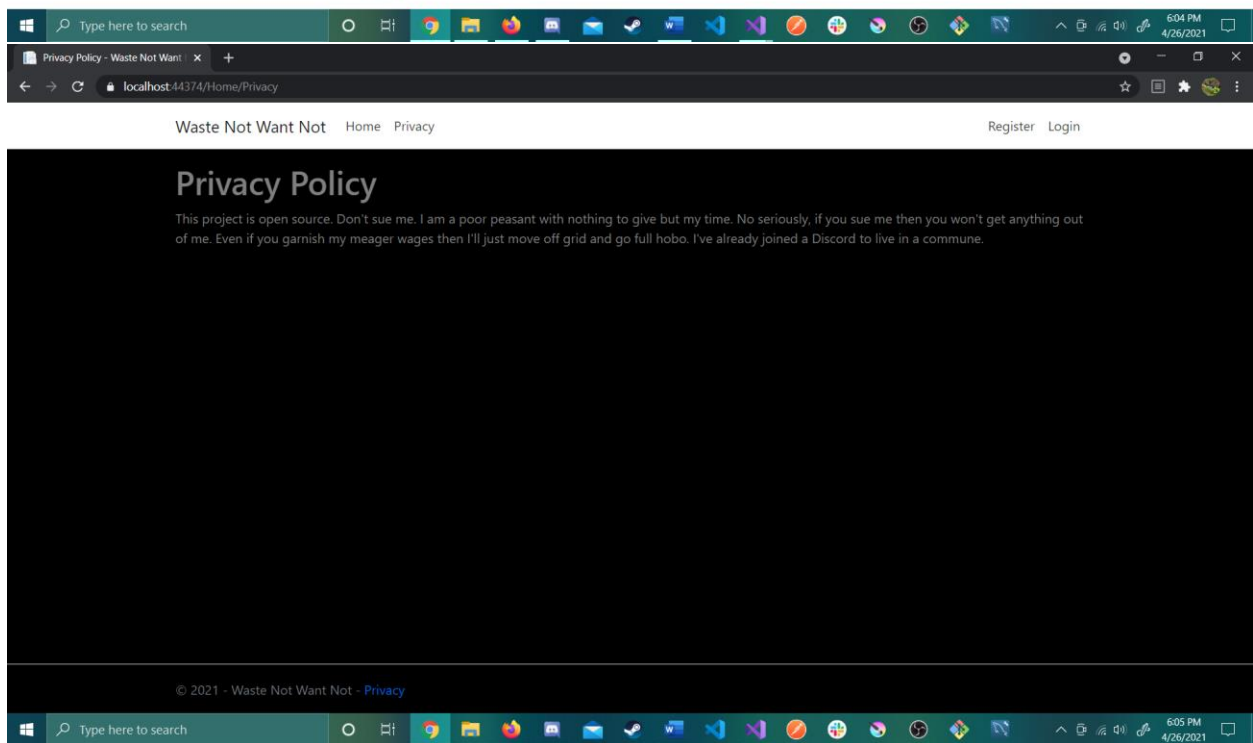 Type here to search
6:04 PM
4/26/2021
Privacy Policy - Waste Not Want
localhost:44374/Home/Privacy
Waste Not Want Not Home Privacy Register Login
Privacy Policy
This project is open source. Don't sue me. I am a poor peasant with nothing to give but my time. No seriously, if you sue me then you won't get anything out
of me. Even if you garnish my meager wages then I'll just move off grid and go full hobo. I've already joined a Discord to live in a commune.
© 2021 - Waste Not Want Not - Privacy
Type here to search
6:05 PM
4/26/2021